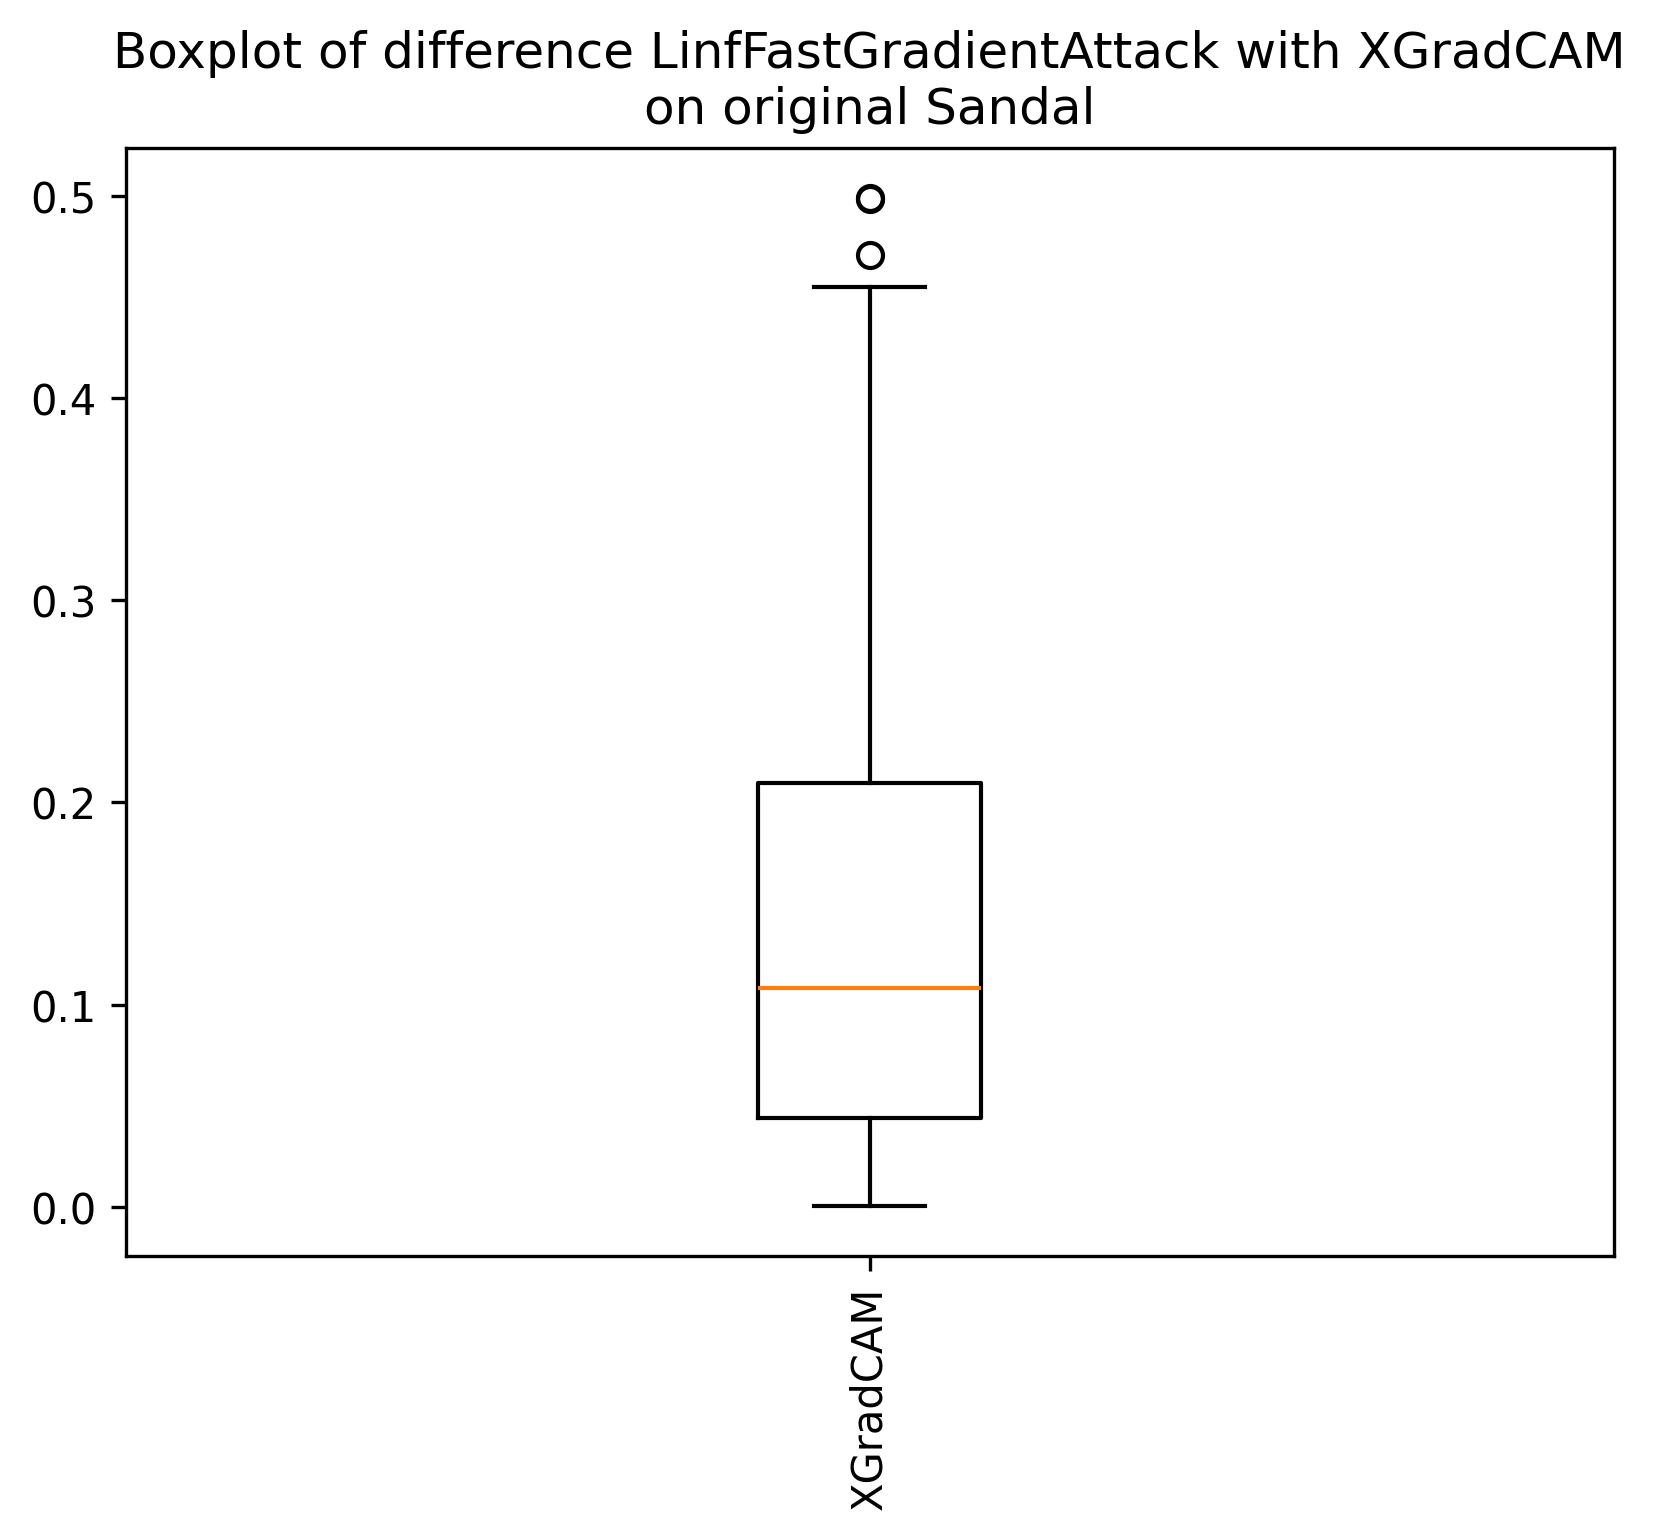 Boxplot of difference LinfFastGradientAttack with XGradCAM
on original Sandal
0.5
0.4
0.3
0.2
0.1
0.0
XGradCAM